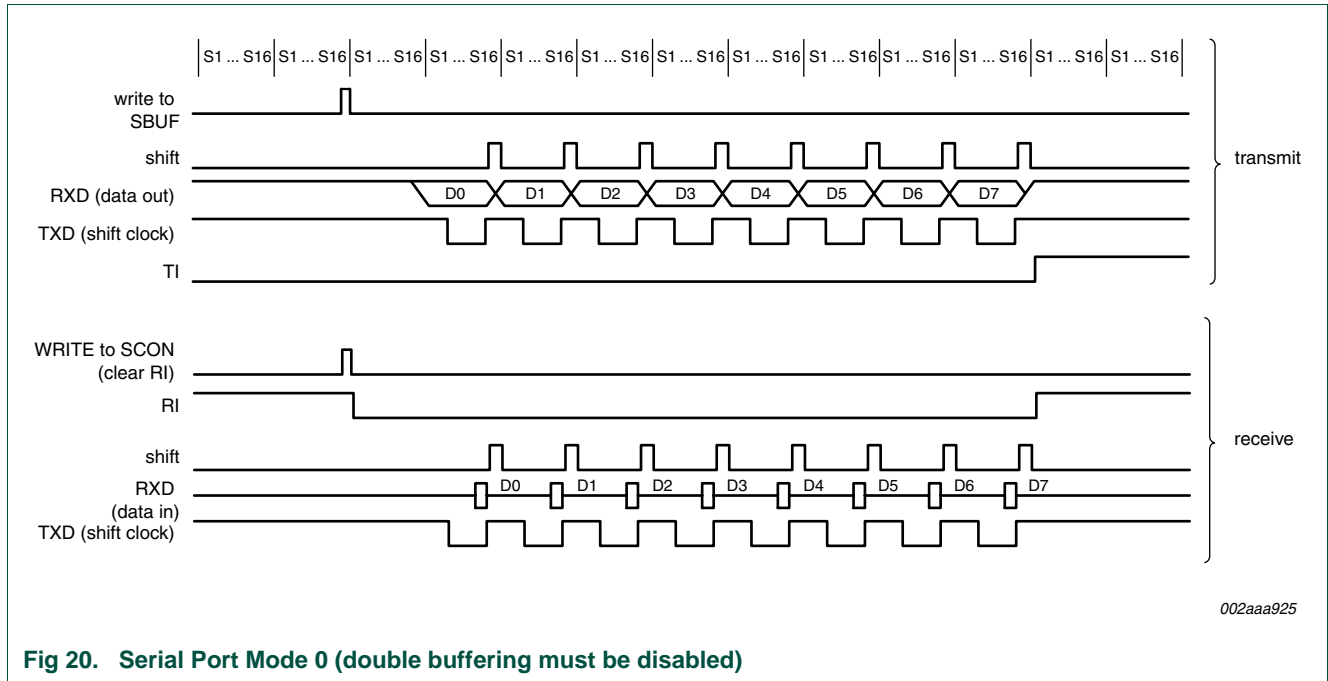 S1 ... S16 S1 ... S16 S1 ... S16 S1 ... S16 S1 ... S16 S1 ... S16 S1 ... S16 S1 ... S16 S1 ... S16 S1 ... S16 S1 ... S16 S1 ... S16 S1 ... S16
write to
SBUF
shift
RXD (data out) D0 D1 D2 D3 D4 D5 D6 D7
TXD (shift clock)
TI
transmit
WRITE to SCON
(clear RI)
RI
shift
RXD D0 D1 D2 D3 D4 D5 D6 D7
(data in)
TXD (shift clock)
receive
002aaa925
Fig 20. Serial Port Mode 0 (double buffering must be disabled)